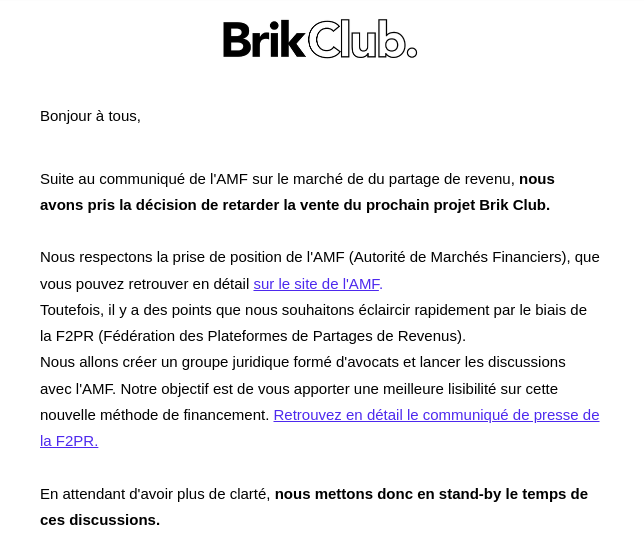 BrikClub.
Bonjour à tous,
Suite au communiqué de l'AMF sur le marché de du partage de revenu, nous
avons pris la décision de retarder la vente du prochain projet Brik Club.
Nous respectons la prise de position de l'AMF (Autorité de Marchés Financiers), que
vous pouvez retrouver en détail sur le site de l'AMF.
Toutefois, il y a des points que nous souhaitons éclaircir rapidement par le biais de
la F2PR (Fédération des Plateformes de Partages de Revenus).
Nous allons créer un groupe juridique formé d'avocats et lancer les discussions
avec l'AMF. Notre objectif est de vous apporter une meilleure lisibilité sur cette
nouvelle méthode de financement. Retrouvez en détail le communiqué de presse de
la F2PR.
En attendant d'avoir plus de clarté, nous mettons donc en stand-by le temps de
ces discussions.